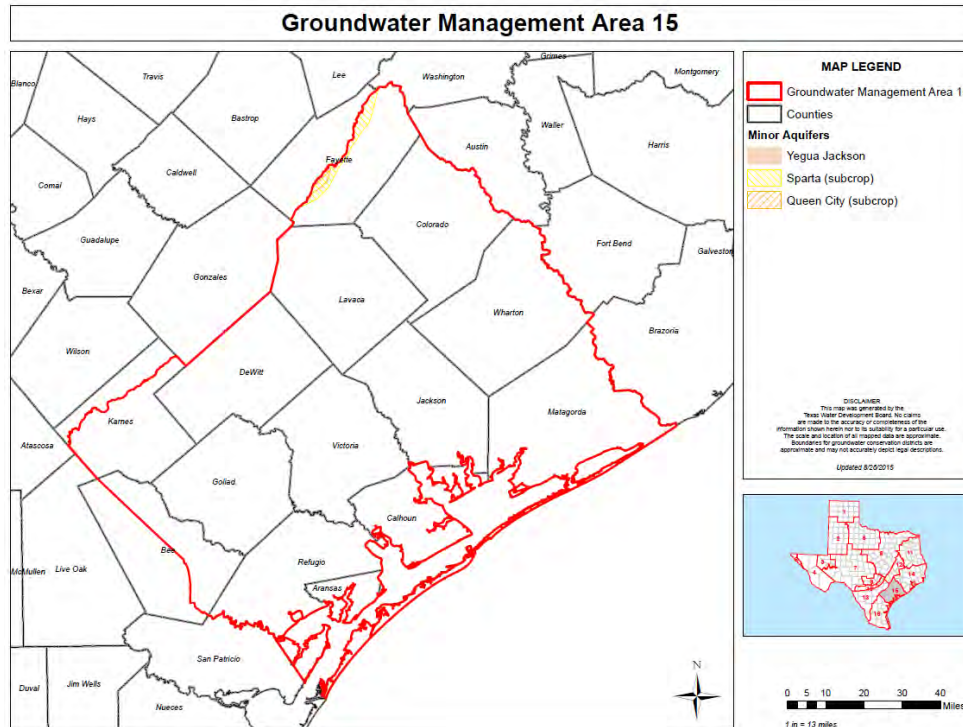 Groundwater Management Area 15
Blanco
Travis
Lee
Washington
Grimes
Montgomery
Hays
Bastrop
Waller
Harris
Austin
Fayette
Comal
Caldwell
Colorado
Guadalupe
Fort Bend
Galveston
Gonzales
Bexar
Lavaca
Wharton
Brazoria
Wilson
DeWitt
Jackson
Matagorda
Karnes
Atascosa
Victoria
Goliad
Calhoun
Bee
McMullen
Live Oak
Refugio
Aransas
San Patricio
Duval
Jim Wells
Nueces
N
MAP LEGEND
Groundwater Management Area 1
Counties
Minor Aquifers
Yegua Jackson
Sparta (subcrop)
Queen City (subcrop)
DISCLAIMER
This map was generated by the
Texas Water Development Board. No claims
are made to the accuracy or completeness of the
information shown herein nor to its suitability for a particular use.
The scale and location of all mapped data are approximate.
Boundaries for groundwater conservation districts are
approximate and may not accurately depict legal descriptions.
Updated 8/26/2015
0 5 10 20 30 40
Miles
1 in = 13 miles